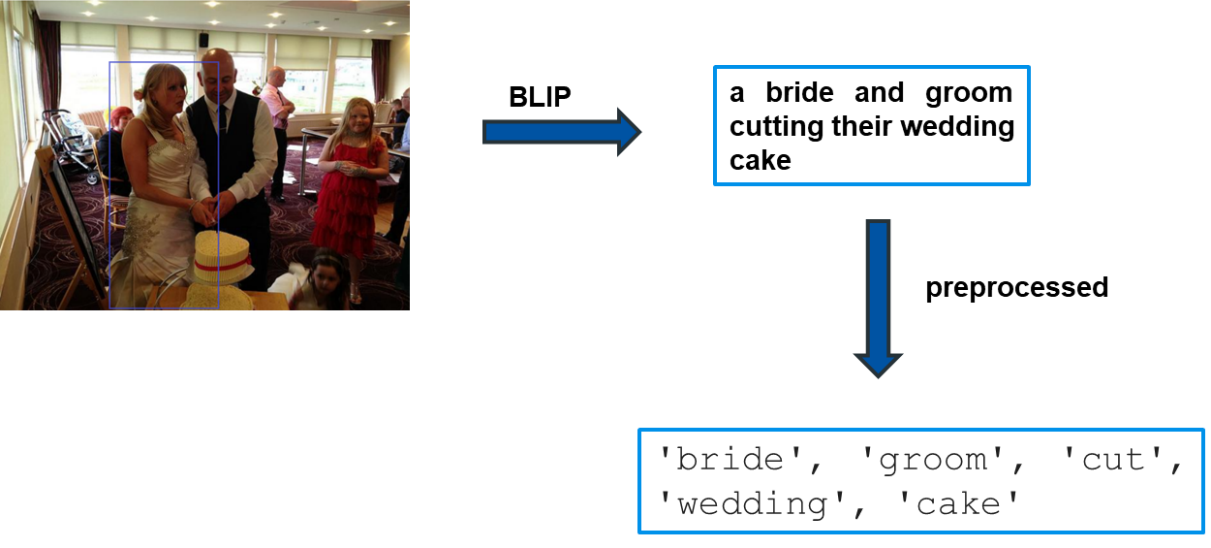 BLIP
a bride and groom
cutting their wedding
cake
preprocessed
'bride', 'groom', 'cut',
'wedding', 'cake'